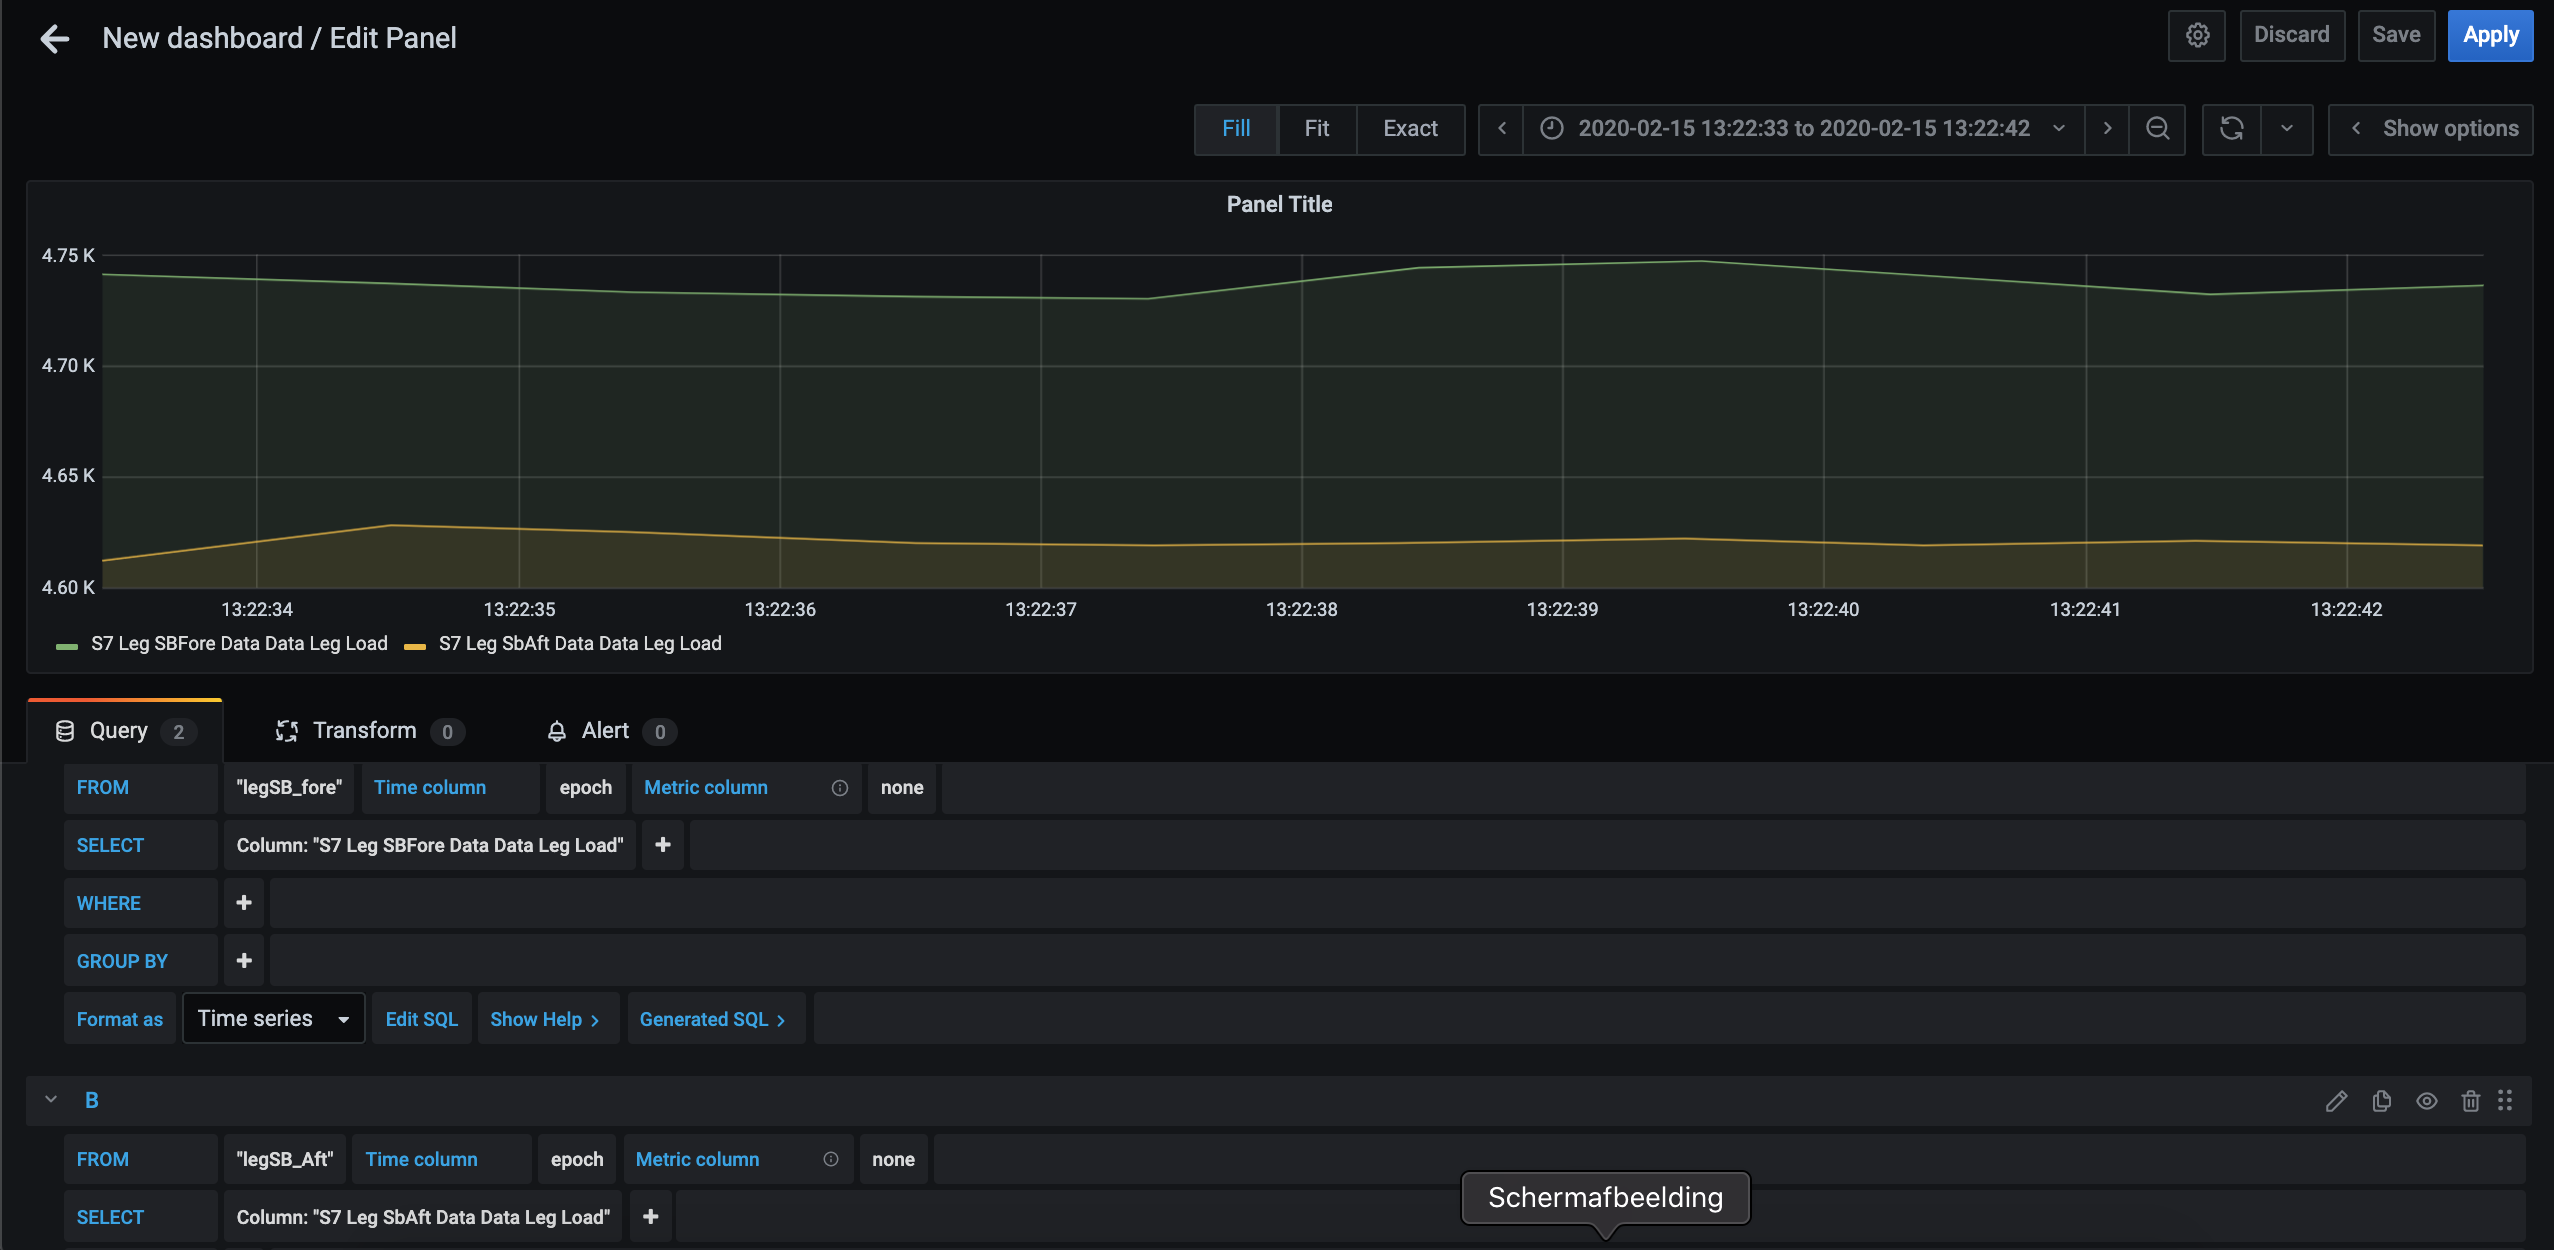 New dashboard / Edit Panel
Discard
Save
Apply
Fill
Fit
Exact
2020-02-15 13:22:33 to 2020-02-15 13:22:42
Show options
Panel Title
4.75 K
4.70 K
4.65 K
4.60 K
13:22:34 13:22:35 13:22:36 13:22:37 13:22:38 13:22:39 13:22:40 13:22:41 13:22:42
S7 Leg SBFore Data Data Leg Load S7 Leg SbAft Data Data Leg Load
Query 2 Transform 0 Alert 0
FROM "legSB_fore" Time column epoch Metric column none
SELECT Column: "S7 Leg SBFore Data Data Leg Load" +
WHERE +
GROUP BY +
Format as Time series Edit SQL Show Help > Generated SQL >
B
FROM "legSB_Aft" Time column epoch Metric column none
SELECT Column: "S7 Leg SbAft Data Data Leg Load" +
Schermafbeelding